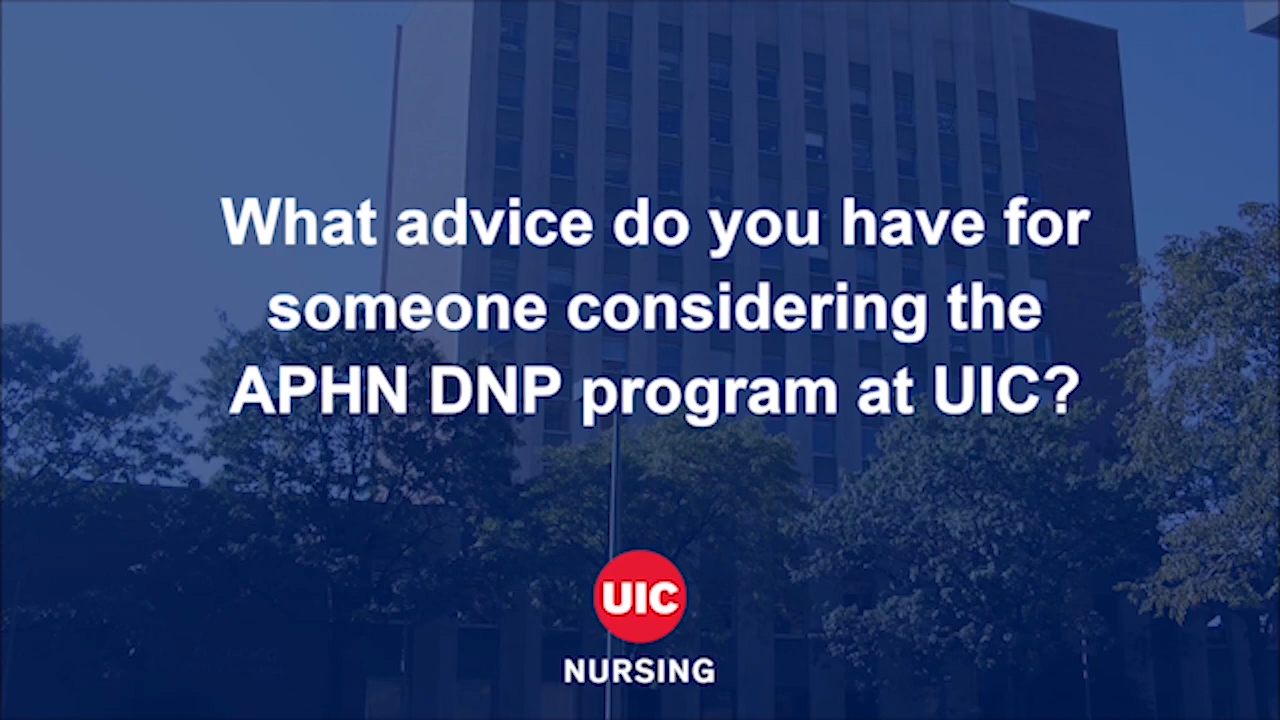 What advice do you have for
someone considering the
APHN DNP program at UIC?
UIC
NURSING